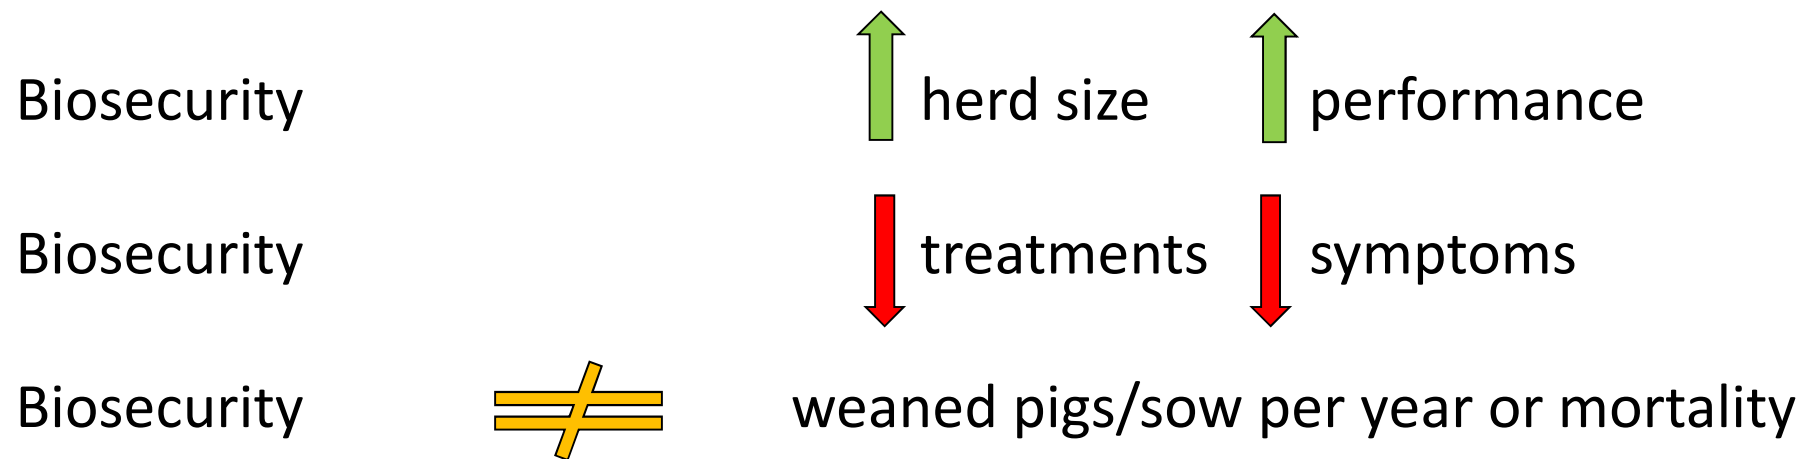 Biosecurity herd size performance
Biosecurity treatments symptoms
Biosecurity ≠ weaned pigs/sow per year or mortality